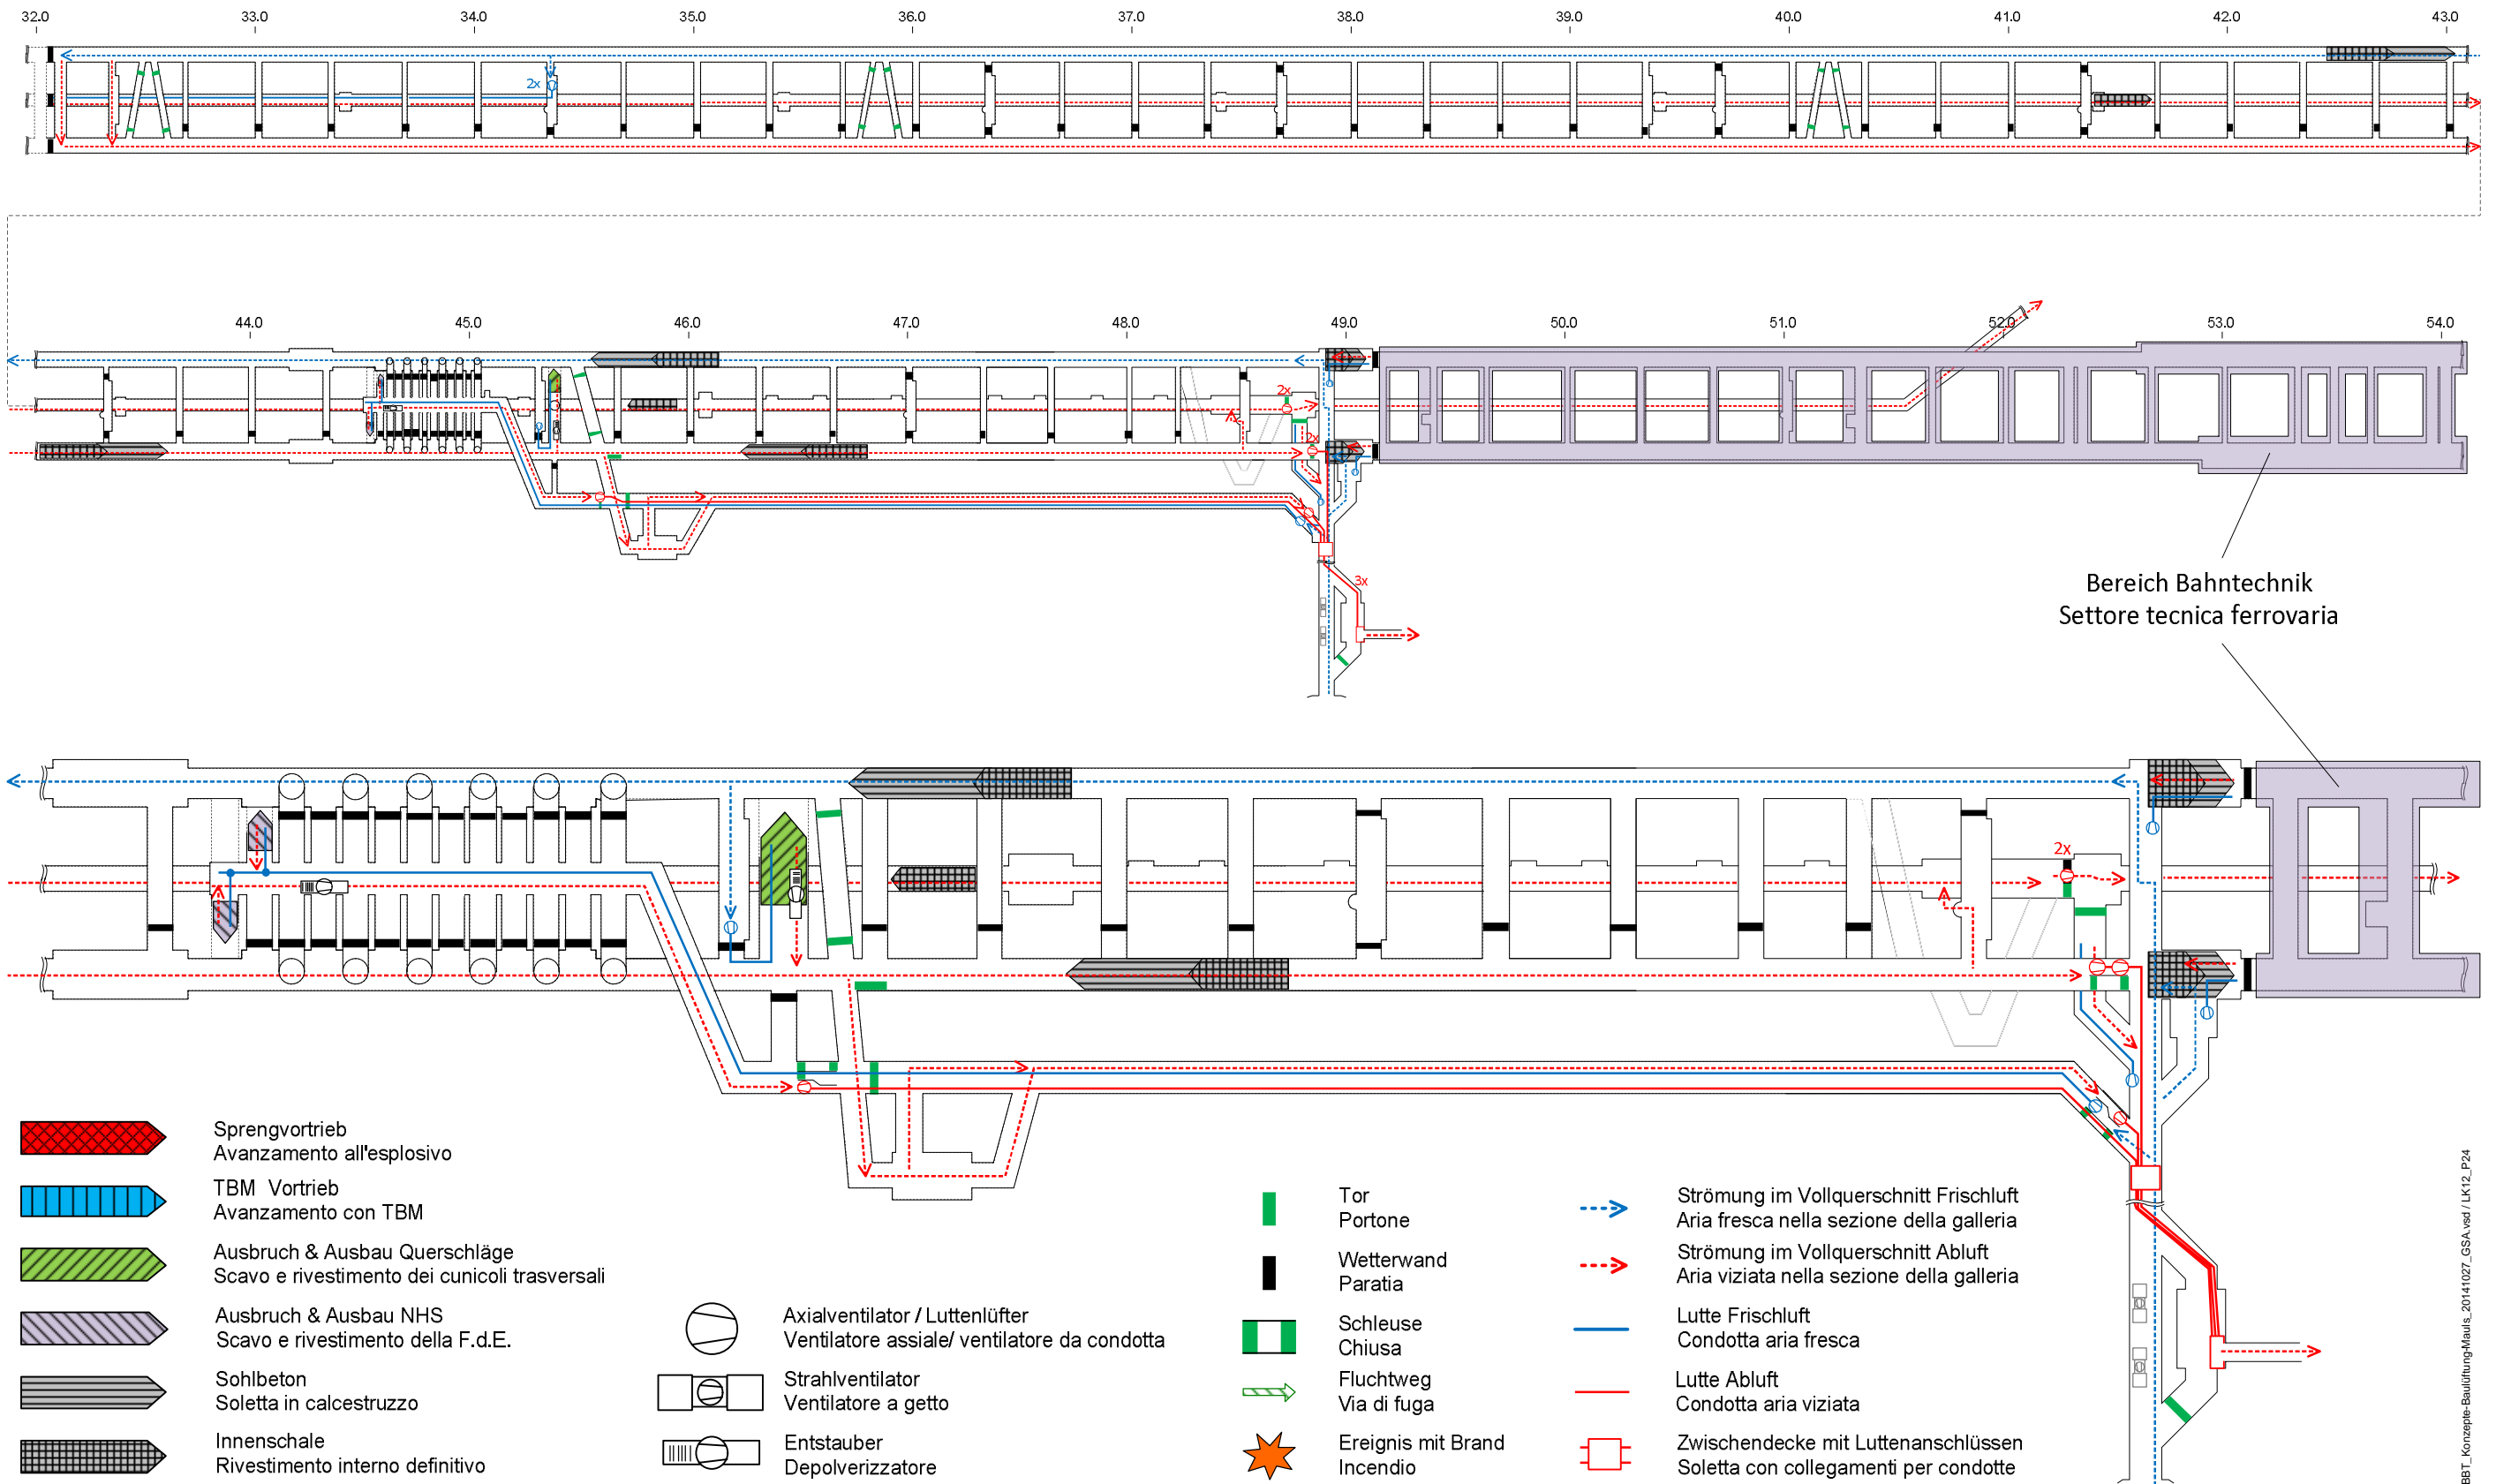 32.0 33.0 34.0 35.0 36.0 37.0 38.0 39.0 40.0 41.0 42.0 43.0
2x
44.0 45.0 46.0 47.0 48.0 49.0 50.0 51.0 52.0 53.0 54.0
2x
2x
3x
Bereich Bahntechnik
Settore tecnica ferrovaria
2x
Sprengvortrieb
Avanzamento all'esplosivo
TBM Vortrieb
Avanzamento con TBM
Ausbruch & Ausbau Querschläge
Scavo e rivestimento dei cunicoli trasversali
Ausbruch & Ausbau NHS
Scavo e rivestimento della F.d.E.
Sohlbeton
Soletta in calcestruzzo
Innenschale
Rivestimento interno definitivo
Axialventilator / Luttenlüfter
Ventilatore assiale/ ventilatore da condotta
Strahlventilator
Ventilatore a getto
Entstauber
Depolverizzatore
Tor
Portone
Wetterwand
Paratia
Schleuse
Chiusa
Fluchtweg
Via di fuga
Ereignis mit Brand
Incendio
Strömung im Vollquerschnitt Frischluft
Aria fresca nella sezione della galleria
Strömung im Vollquerschnitt Abluft
Aria viziata nella sezione della galleria
Lutte Frischluft
Condotta aria fresca
Lutte Abluft
Condotta aria viziata
Zwischendecke mit Luttenanschlüssen
Soletta con collegamenti per condotte
BBT_Konzepte-Baulüftung-Mauls_20141027_GSA.vsd / LK12_P24